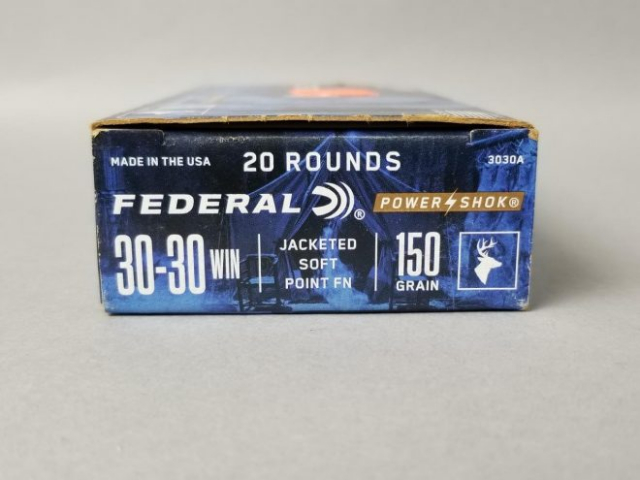 MADE IN THE USA 20 ROUNDS 3030A
FEDERAL® POWER SHOK®
30-30 WIN JACKETED SOFT POINT FN 150 GRAIN